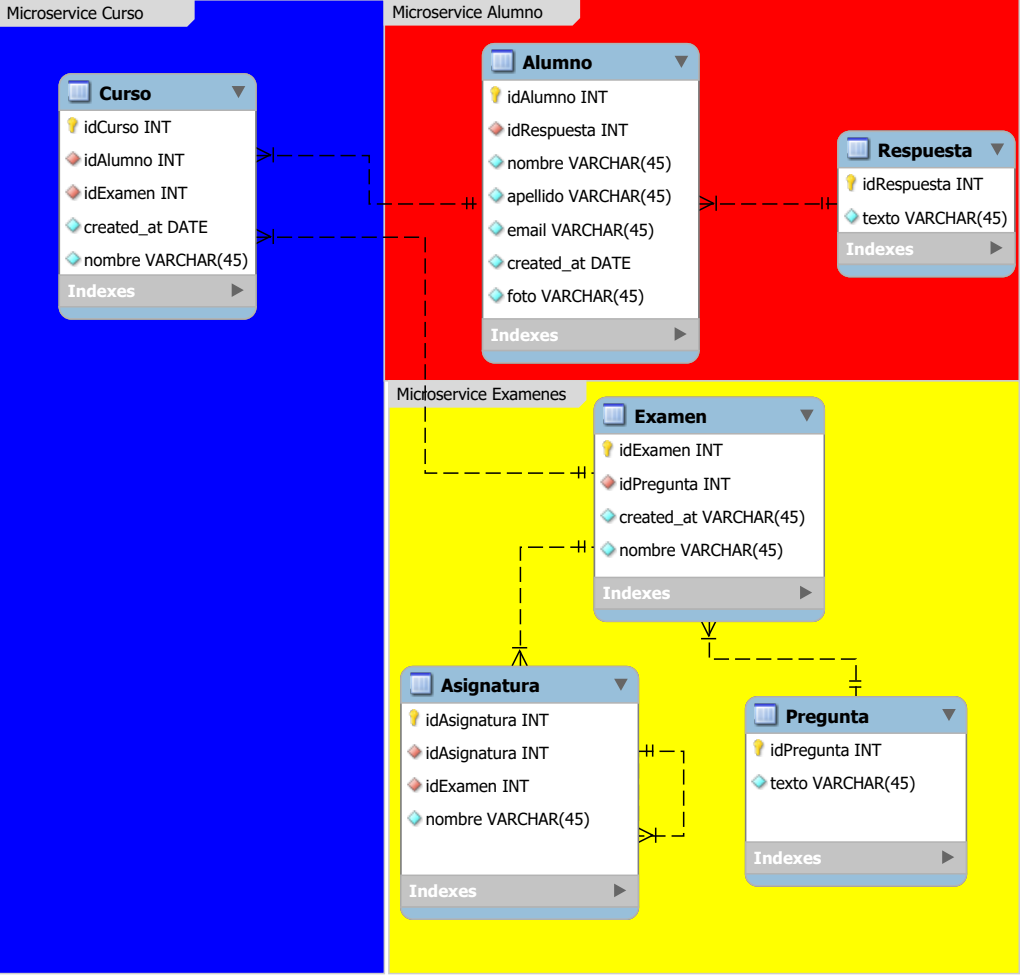 Microservice Curso
Curso
idCurso INT
idAlumno INT
idExamen INT
created_at DATE
nombre VARCHAR(45)
Indexes
Microservice Alumno
Alumno
idAlumno INT
idRespuesta INT
nombre VARCHAR(45)
apellido VARCHAR(45)
email VARCHAR(45)
created_at DATE
foto VARCHAR(45)
Indexes
Respuesta
idRespuesta INT
texto VARCHAR(45)
Indexes
Microservice Examenes
Examen
idExamen INT
idPregunta INT
created_at VARCHAR(45)
nombre VARCHAR(45)
Indexes
Asignatura
idAsignatura INT
idAsignatura INT
idExamen INT
nombre VARCHAR(45)
Indexes
Pregunta
idPregunta INT
texto VARCHAR(45)
Indexes